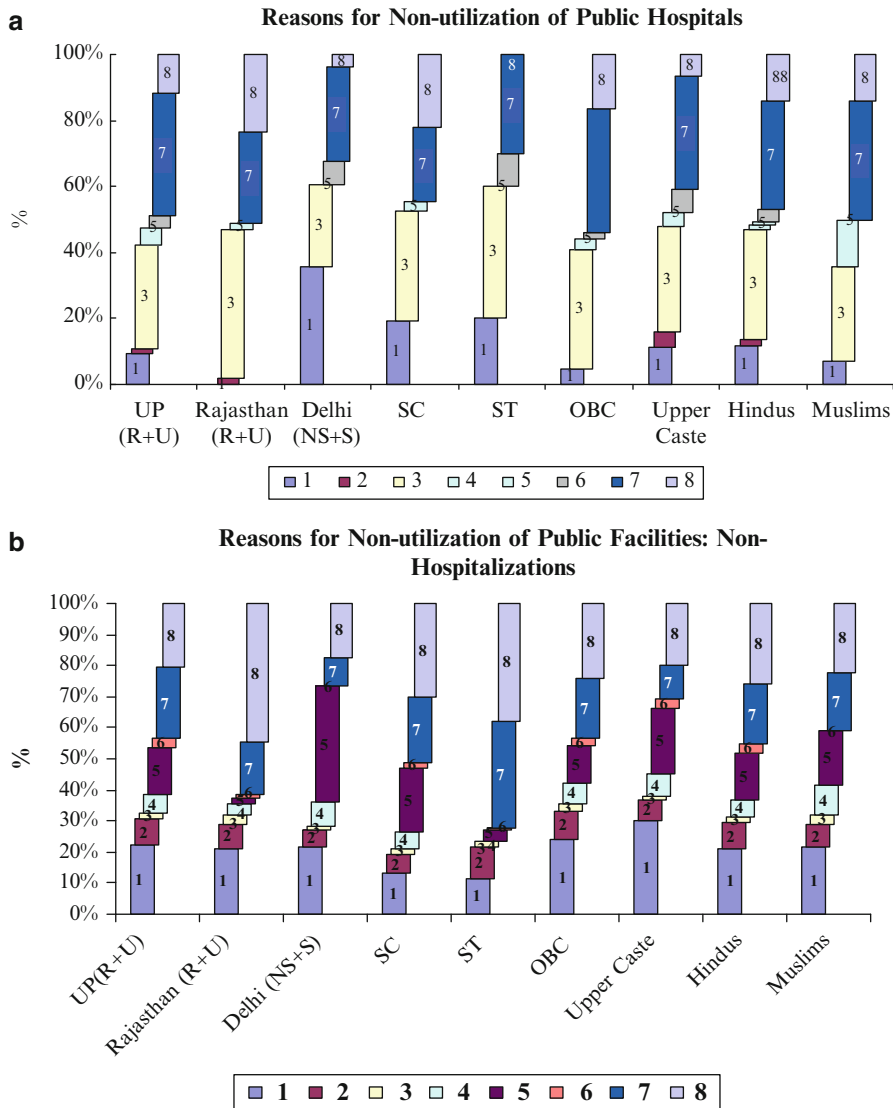 a
Reasons for Non-utilization of Public Hospitals
100%
80%
60%
40%
20%
0%
%
1 3 5 7 8
3 5 7 8
1 3 5 7 8
1 3 5 7 8
1 3 5 7 8
1 3 5 7 8
1 3 5 7 8
1 3 5 7 88
1 3 5 7 8
UP (R+U)
Rajasthan (R+U)
Delhi (NS+S)
SC
ST
OBC
Upper Caste
Hindus
Muslims
1 2 3 4 5 6 7 8
b
Reasons for Non-utilization of Public Facilities: Non-
Hospitalizations
100%
90%
80%
70%
60%
50%
40%
30%
20%
10%
0%
%
1 2 3 4 5 6 7 8
1 2 3 4 5 6 7 8
1 2 3 4 5 6 7 8
1 2 3 4 5 6 7 8
1 2 3 4 5 6 7 8
1 2 3 4 5 6 7 8
1 2 3 4 5 6 7 8
1 2 3 4 5 6 7 8
1 2 3 4 5 6 7 8
UP(R+U)
Rajasthan (R+U)
Delhi (NS+S)
SC
ST
OBC
Upper Caste
Hindus
Muslims
1 2 3 4 5 6 7 8